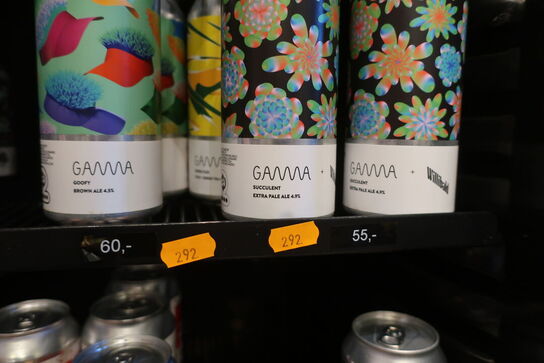 GAMMA
GOOFY
BROWN ALE 4.5%
GAMMA
GAMMA +
SUCCULENT
EXTRA PALE ALE 4.9%
GAMMA + Willibald
SUCCULENT
EXTRA PALE ALE 4.9%
60,-
292
292
55,-